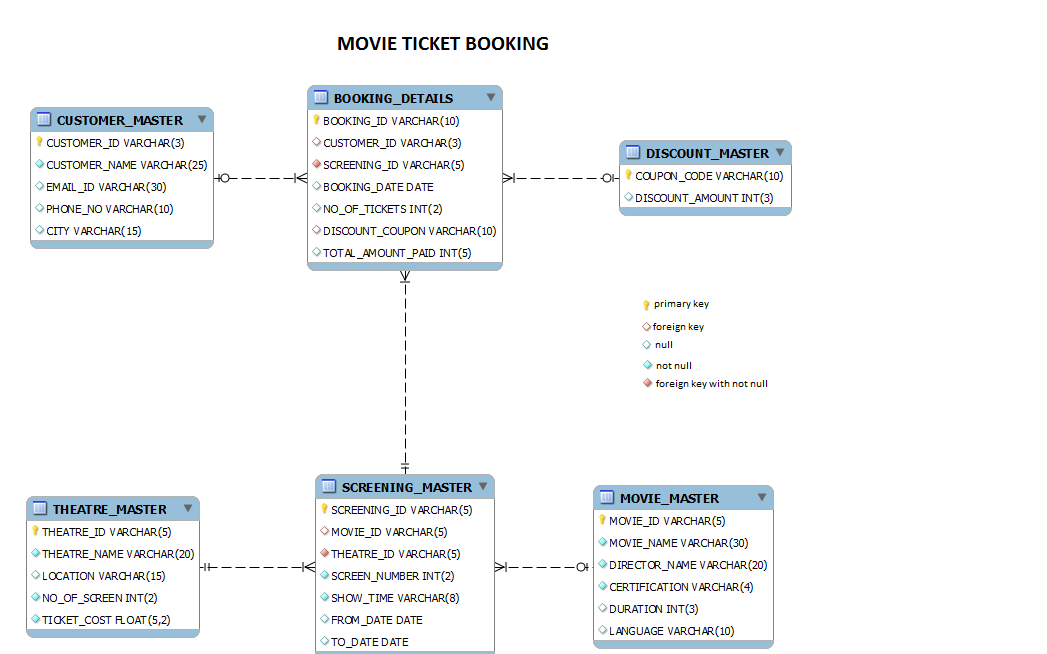 MOVIE TICKET BOOKING
CUSTOMER_MASTER
CUSTOMER_ID VARCHAR(3)
CUSTOMER_NAME VARCHAR(25)
EMAIL_ID VARCHAR(30)
PHONE_NO VARCHAR(10)
CITY VARCHAR(15)
BOOKING_DETAILS
BOOKING_ID VARCHAR(10)
CUSTOMER_ID VARCHAR(3)
SCREENING_ID VARCHAR(5)
BOOKING_DATE DATE
NO_OF_TICKETS INT(2)
DISCOUNT_COUPON VARCHAR(10)
TOTAL_AMOUNT_PAID INT(5)
DISCOUNT_MASTER
COUPON_CODE VARCHAR(10)
DISCOUNT_AMOUNT INT(3)
primary key
foreign key
null
not null
foreign key with not null
THEATRE_MASTER
THEATRE_ID VARCHAR(5)
THEATRE_NAME VARCHAR(20)
LOCATION VARCHAR(15)
NO_OF_SCREEN INT(2)
TICKET_COST FLOAT(5,2)
SCREENING_MASTER
SCREENING_ID VARCHAR(5)
MOVIE_ID VARCHAR(5)
THEATRE_ID VARCHAR(5)
SCREEN_NUMBER INT(2)
SHOW_TIME VARCHAR(8)
FROM_DATE DATE
TO_DATE DATE
MOVIE_MASTER
MOVIE_ID VARCHAR(5)
MOVIE_NAME VARCHAR(30)
DIRECTOR_NAME VARCHAR(20)
CERTIFICATION VARCHAR(4)
DURATION INT(3)
LANGUAGE VARCHAR(10)